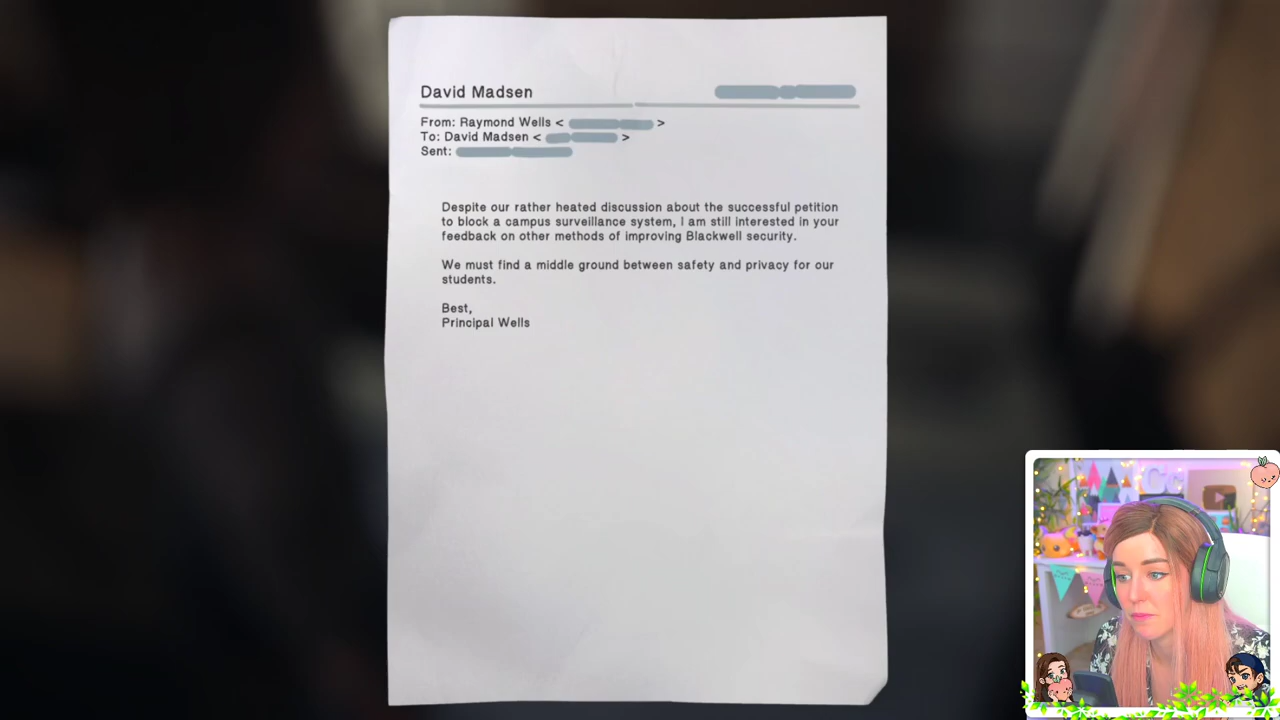 David Madsen
From: Raymond Wells < >
To: David Madsen < >
Sent:
Despite our rather heated discussion about the successful petition
to block a campus surveillance system, I am still interested in your
feedback on other methods of improving Blackwell security.
We must find a middle ground between safety and privacy for our
students.
Best,
Principal Wells